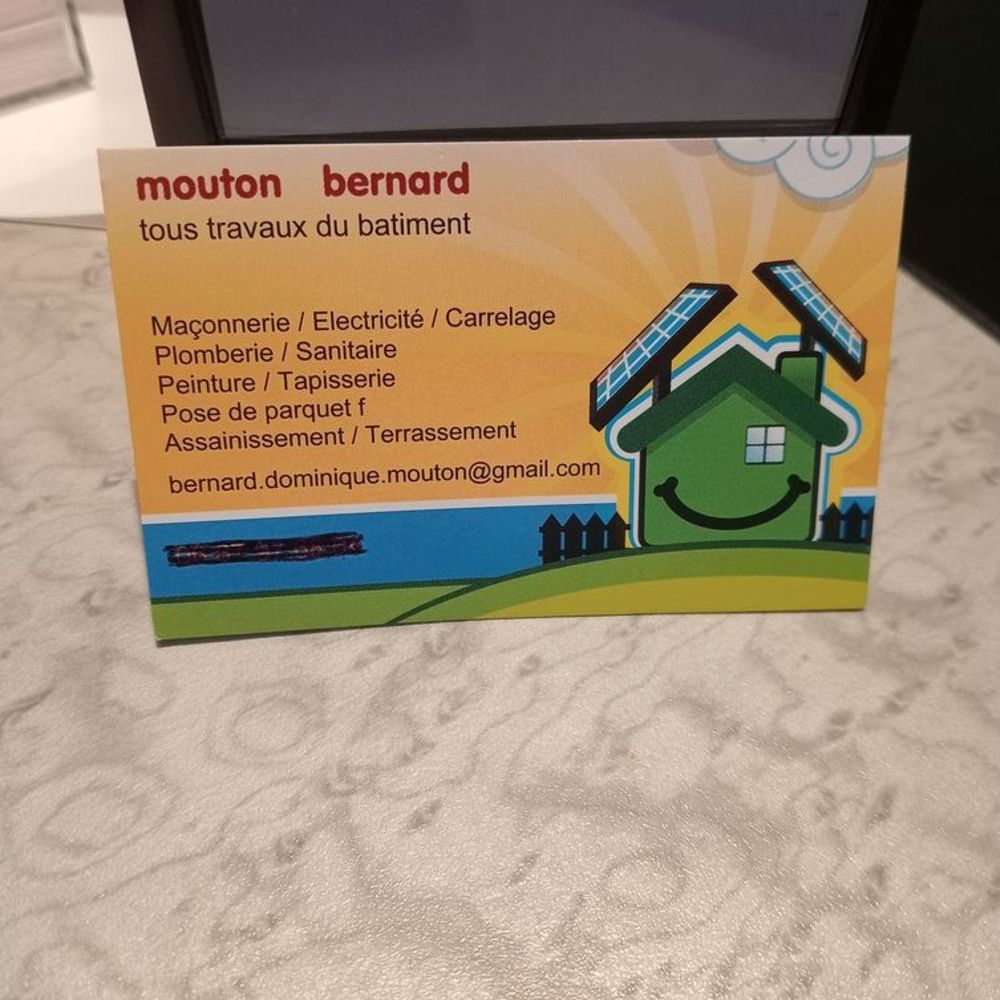 mouton bernard
tous travaux du batiment
Maçonnerie / Electricité / Carrelage
Plomberie / Sanitaire
Peinture / Tapisserie
Pose de parquet f
Assainissement / Terrassement
bernard.dominique.mouton@gmail.com